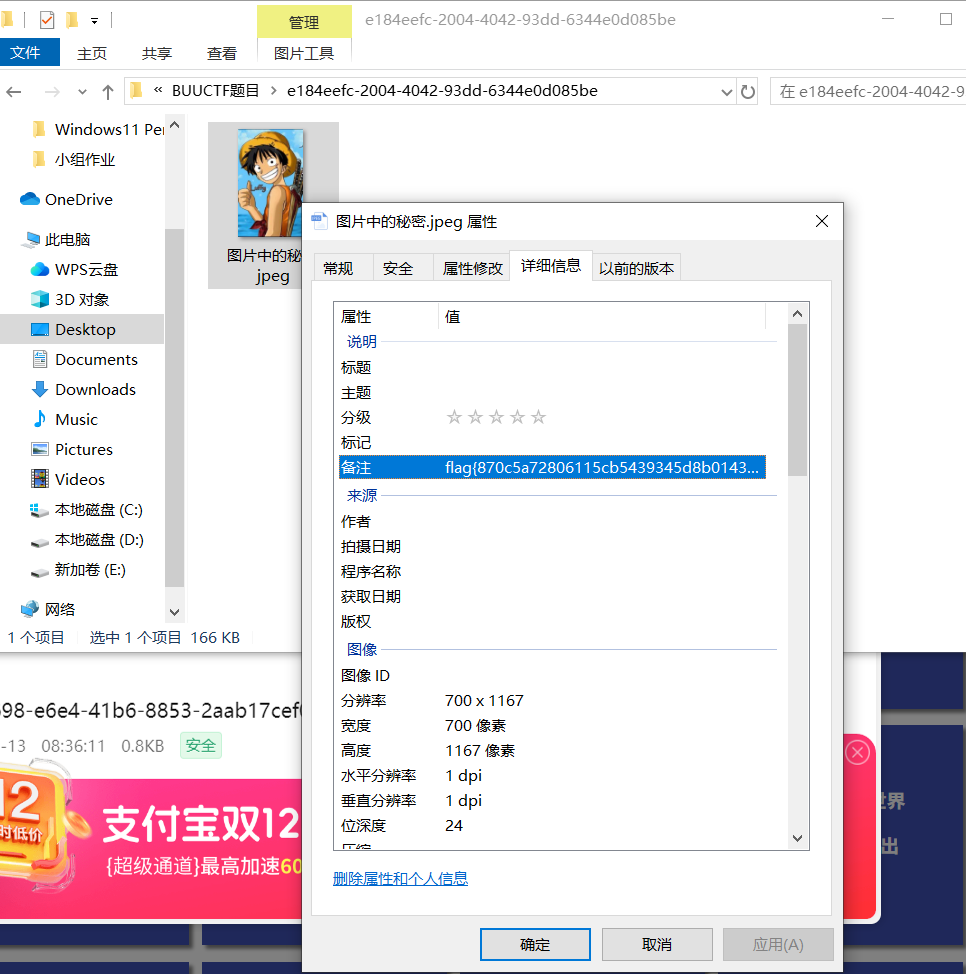 管理
e184eefc-2004-4042-93dd-6344e0d085be
文件 主页 共享 查看 图片工具
« BUUCTF题目 › e184eefc-2004-4042-93dd-6344e0d085be
在 e184eefc-2004-4042-9
Windows11 Per
小组作业
OneDrive
此电脑
WPS云盘
3D 对象
Desktop
Documents
Downloads
Music
Pictures
Videos
本地磁盘 (C:)
本地磁盘 (D:)
新加卷 (E:)
网络
1 个项目 选中 1 个项目 166 KB
图片中的秘
jpeg
图片中的秘密.jpeg 属性
常规 安全 属性修改 详细信息 以前的版本
属性 值
说明
标题
主题
分级
标记
备注 flag{870c5a72806115cb5439345d8b0143...
来源
作者
拍摄日期
程序名称
获取日期
版权
图像
图像 ID
分辨率 700 x 1167
宽度 700 像素
高度 1167 像素
水平分辨率 1 dpi
垂直分辨率 1 dpi
位深度 24
删除属性和个人信息
确定 取消 应用(A)
98-e6e4-41b6-8853-2aab17cef
-13 08:36:11 0.8KB 安全
12
时低价
支付宝双12
{超级通道}最高加速60
世界
出